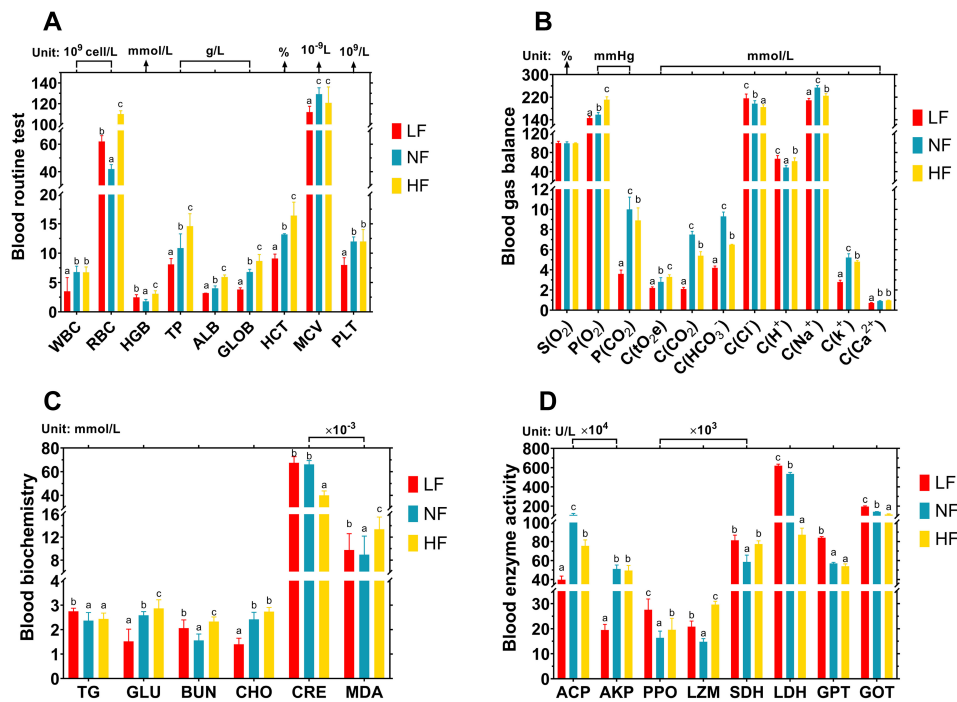 A
Unit: 10⁹ cell/L mmol/L g/L % 10⁻⁹L 10⁹/L
Blood routine test
140
120
100
60
40
20
20
15
10
5
0
a b b
b a c
b a b
a b c
a b c
a b c
a b c
a c c
a b b
WBC RBC HGB TP ALB GLOB HCT MCV PLT
LF
NF
HF
B
Unit: % mmHg mmol/L
Blood gas balance
300
220
140
120
80
40
12
10
8
6
4
2
0
a b c
a c b
a b c
a c b
a c b
c b a
c a b
a c b
a c b
a b b
S(O₂) P(O₂) P(CO₂) C(tO₂e) C(CO₂) C(HCO₃⁻) C(Cl⁻) C(H⁺) C(Na⁺) C(K⁺) C(Ca²⁺)
LF
NF
HF
C
Unit: mmol/L ×10⁻³
Blood biochemistry
80
60
40
20
16
12
8
4
3
2
1
0
b a a
a b c
b a b
a b b
b b a
b a c
TG GLU BUN CHO CRE MDA
LF
NF
HF
D
Unit: U/L ×10⁴ ×10³
Blood enzyme activity
800
600
400
200
100
80
60
40
30
20
10
0
a c b
a b b
c a b
b a c
b a b
c b a
b a a
c b a
ACP AKP PPO LZM SDH LDH GPT GOT
LF
NF
HF